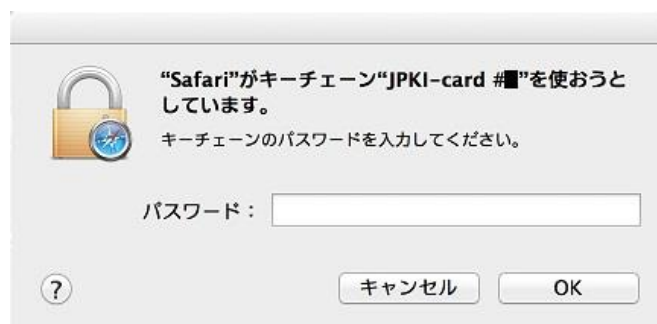 “Safari”がキーチェーン“JPKI-card #■”を使おうと
しています。
キーチェーンのパスワードを入力してください。
パスワード：
?
キャンセル
OK